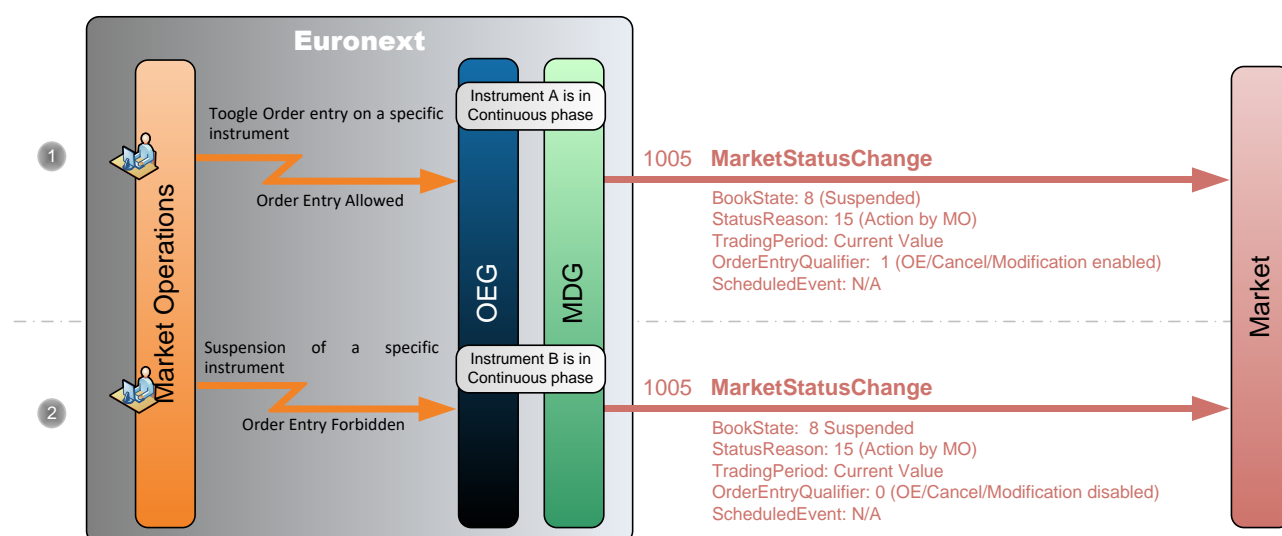 Euronext
Instrument A is in
Continuous phase
Toogle Order entry on a specific
instrument
1
1005 MarketStatusChange
Order Entry Allowed
BookState: 8 (Suspended)
StatusReason: 15 (Action by MO)
TradingPeriod: Current Value
OrderEntryQualifier: 1 (OE/Cancel/Modification enabled)
ScheduledEvent: N/A
Market Operations
OEG
MDG
Market
Suspension of a specific
instrument
Instrument B is in
Continuous phase
1005 MarketStatusChange
2
Order Entry Forbidden
BookState: 8 Suspended
StatusReason: 15 (Action by MO)
TradingPeriod: Current Value
OrderEntryQualifier: 0 (OE/Cancel/Modification disabled)
ScheduledEvent: N/A